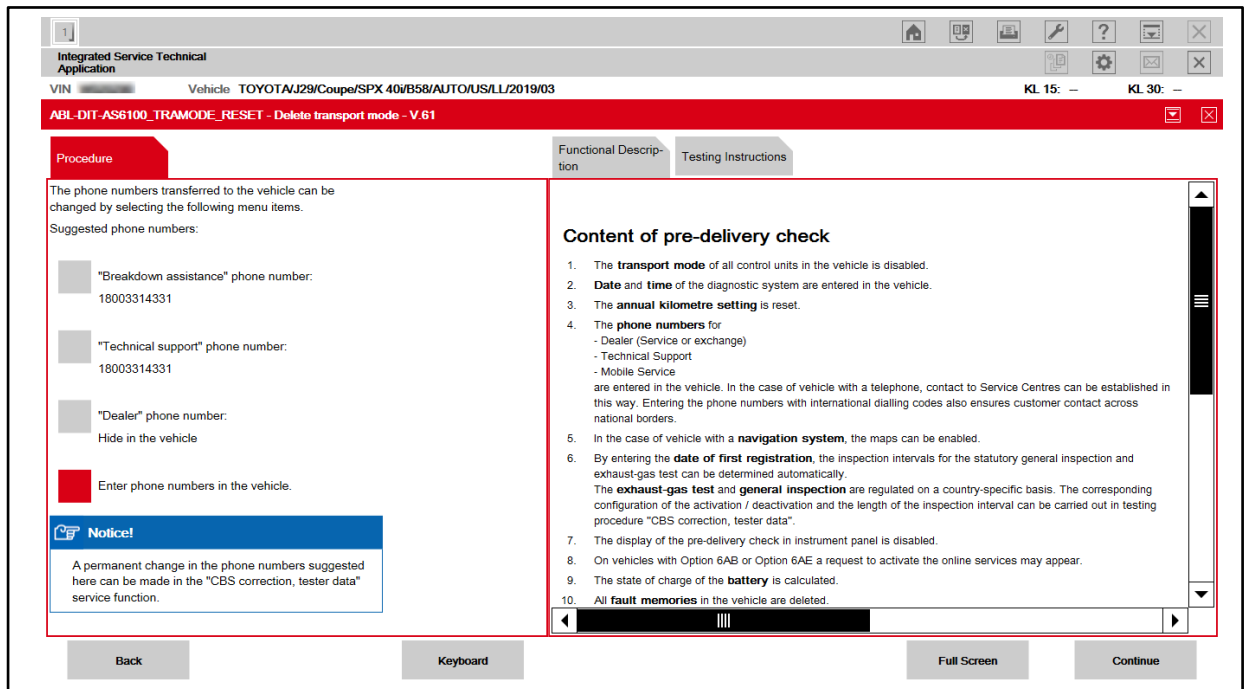 1
Integrated Service Technical
Application
VIN Vehicle TOYOTA/J29/Coupe/SPX 40i/B58/AUTO/US/LL/2019/03 KL 15: – KL 30: –
ABL-DIT-AS6100_TRAMODE_RESET - Delete transport mode - V.61
Procedure
The phone numbers transferred to the vehicle can be
changed by selecting the following menu items.
Suggested phone numbers:
"Breakdown assistance" phone number:
18003314331
"Technical support" phone number:
18003314331
"Dealer" phone number:
Hide in the vehicle
Enter phone numbers in the vehicle.
Notice!
A permanent change in the phone numbers suggested
here can be made in the "CBS correction, tester data"
service function.
Functional Descrip-
tion
Testing Instructions
Content of pre-delivery check
1. The transport mode of all control units in the vehicle is disabled.
2. Date and time of the diagnostic system are entered in the vehicle.
3. The annual kilometre setting is reset.
4. The phone numbers for
- Dealer (Service or exchange)
- Technical Support
- Mobile Service
are entered in the vehicle. In the case of vehicle with a telephone, contact to Service Centres can be established in
this way. Entering the phone numbers with international dialling codes also ensures customer contact across
national borders.
5. In the case of vehicle with a navigation system, the maps can be enabled.
6. By entering the date of first registration, the inspection intervals for the statutory general inspection and
exhaust-gas test can be determined automatically.
The exhaust-gas test and general inspection are regulated on a country-specific basis. The corresponding
configuration of the activation / deactivation and the length of the inspection interval can be carried out in testing
procedure "CBS correction, tester data".
7. The display of the pre-delivery check in instrument panel is disabled.
8. On vehicles with Option 6AB or Option 6AE a request to activate the online services may appear.
9. The state of charge of the battery is calculated.
10. All fault memories in the vehicle are deleted.
Back
Keyboard
Full Screen
Continue